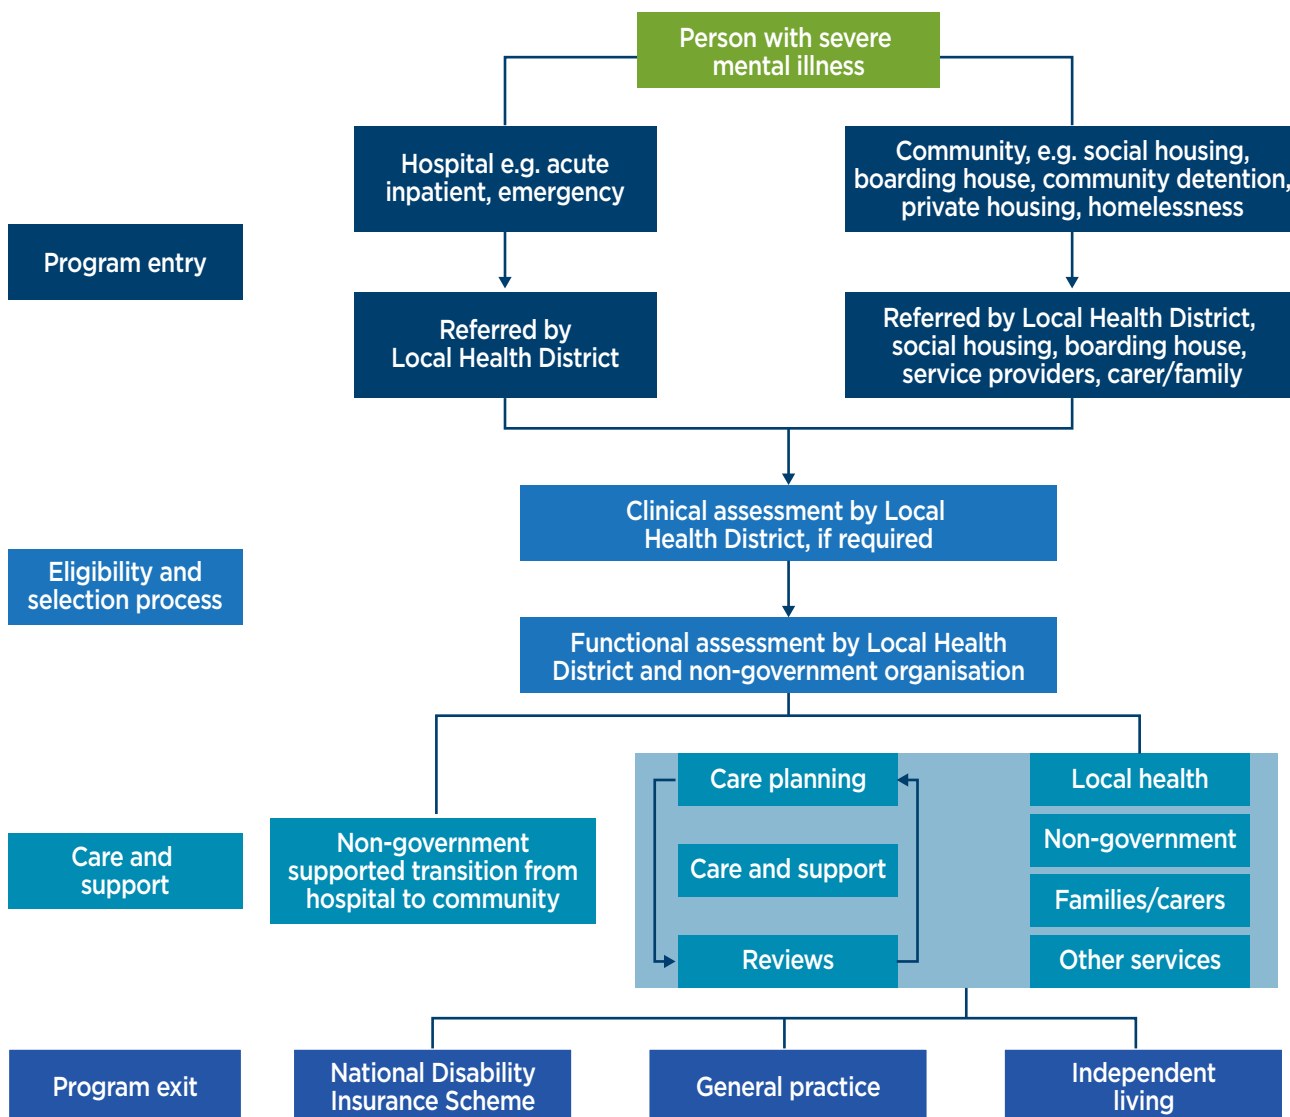 Person with severe
mental illness
Hospital e.g. acute
inpatient, emergency
Community, e.g. social housing,
boarding house, community detention,
private housing, homelessness
Program entry
Referred by
Local Health District
Referred by Local Health District,
social housing, boarding house,
service providers, carer/family
Clinical assessment by Local
Health District, if required
Eligibility and
selection process
Functional assessment by Local Health
District and non-government organisation
Care and
support
Non-government
supported transition from
hospital to community
Care planning
Care and support
Reviews
Local health
Non-government
Families/carers
Other services
Program exit
National Disability
Insurance Scheme
General practice
Independent
living